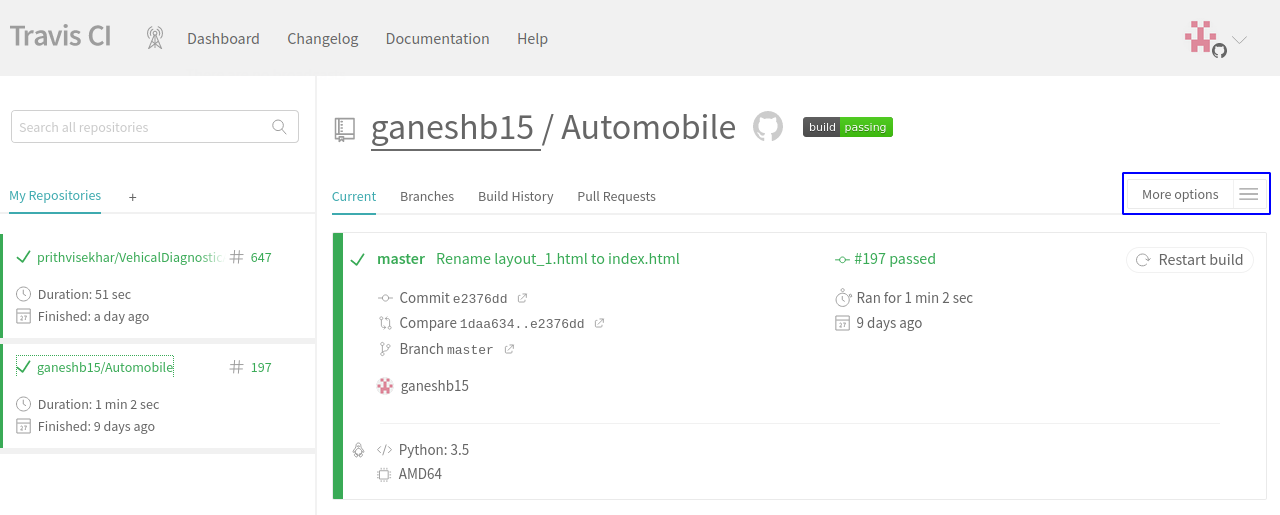 Travis CI
Dashboard Changelog Documentation Help
Search all repositories
ganeshb15 / Automobile
build passing
My Repositories +
Current Branches Build History Pull Requests
More options
prithvisekhar/VehicalDiagnostic # 647
Duration: 51 sec
Finished: a day ago
ganeshb15/Automobile # 197
Duration: 1 min 2 sec
Finished: 9 days ago
master Rename layout_1.html to index.html
#197 passed
Restart build
Commit e2376dd
Ran for 1 min 2 sec
Compare 1daa634..e2376dd
9 days ago
Branch master
ganeshb15
Python: 3.5
AMD64